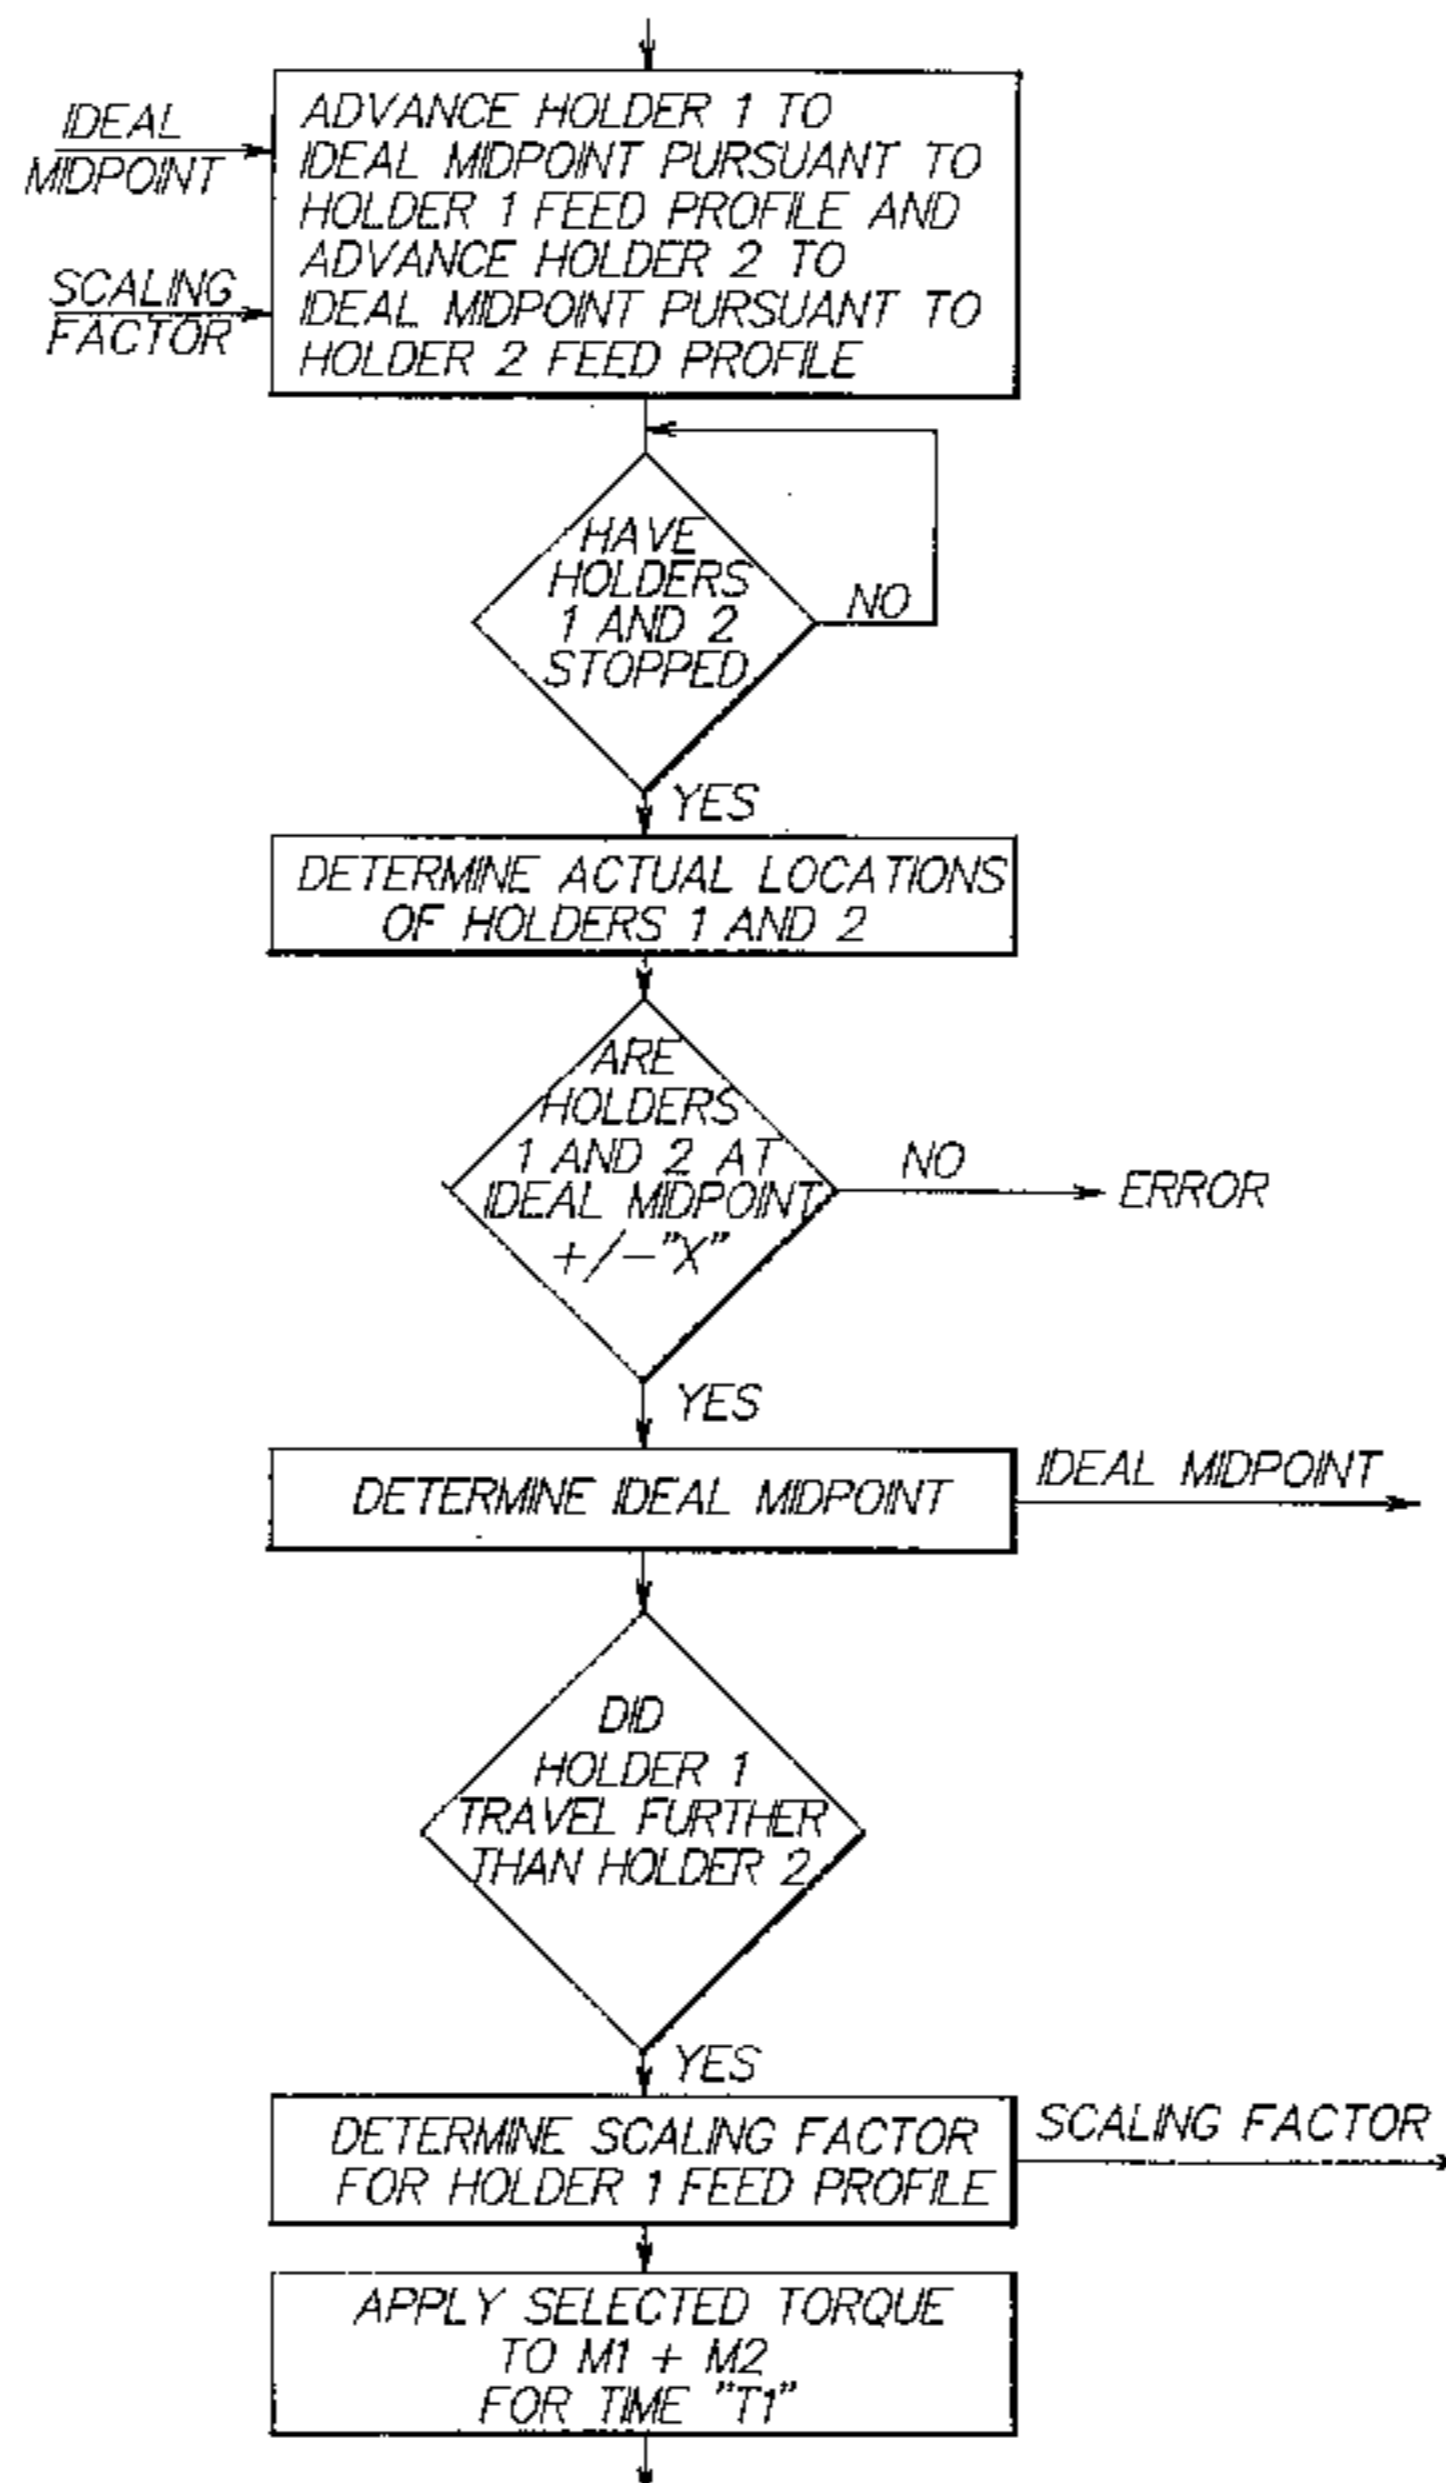 IDEAL
MIDPOINT
SCALING
FACTOR
ADVANCE HOLDER 1 TO
IDEAL MIDPOINT PURSUANT TO
HOLDER 1 FEED PROFILE AND
ADVANCE HOLDER 2 TO
IDEAL MIDPOINT PURSUANT TO
HOLDER 2 FEED PROFILE
HAVE
HOLDERS
1 AND 2
STOPPED
NO
YES
DETERMINE ACTUAL LOCATIONS
OF HOLDERS 1 AND 2
ARE
HOLDERS
1 AND 2 AT
IDEAL MIDPOINT
+/-"X"
NO
ERROR
YES
DETERMINE IDEAL MIDPOINT
IDEAL MIDPOINT
DID
HOLDER 1
TRAVEL FURTHER
THAN HOLDER 2
YES
DETERMINE SCALING FACTOR
FOR HOLDER 1 FEED PROFILE
SCALING FACTOR
APPLY SELECTED TORQUE
TO M1 + M2
FOR TIME "T1"